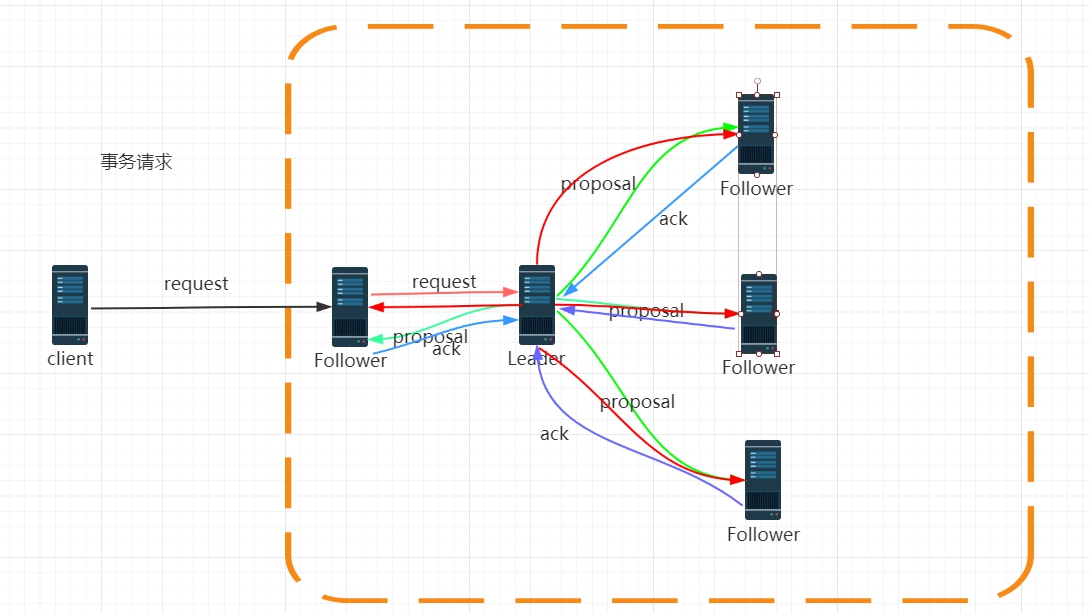 事务请求
proposal
Follower
ack
request
request
proposal
proposal
ack
client
Follower
Leader
Follower
proposal
ack
Follower